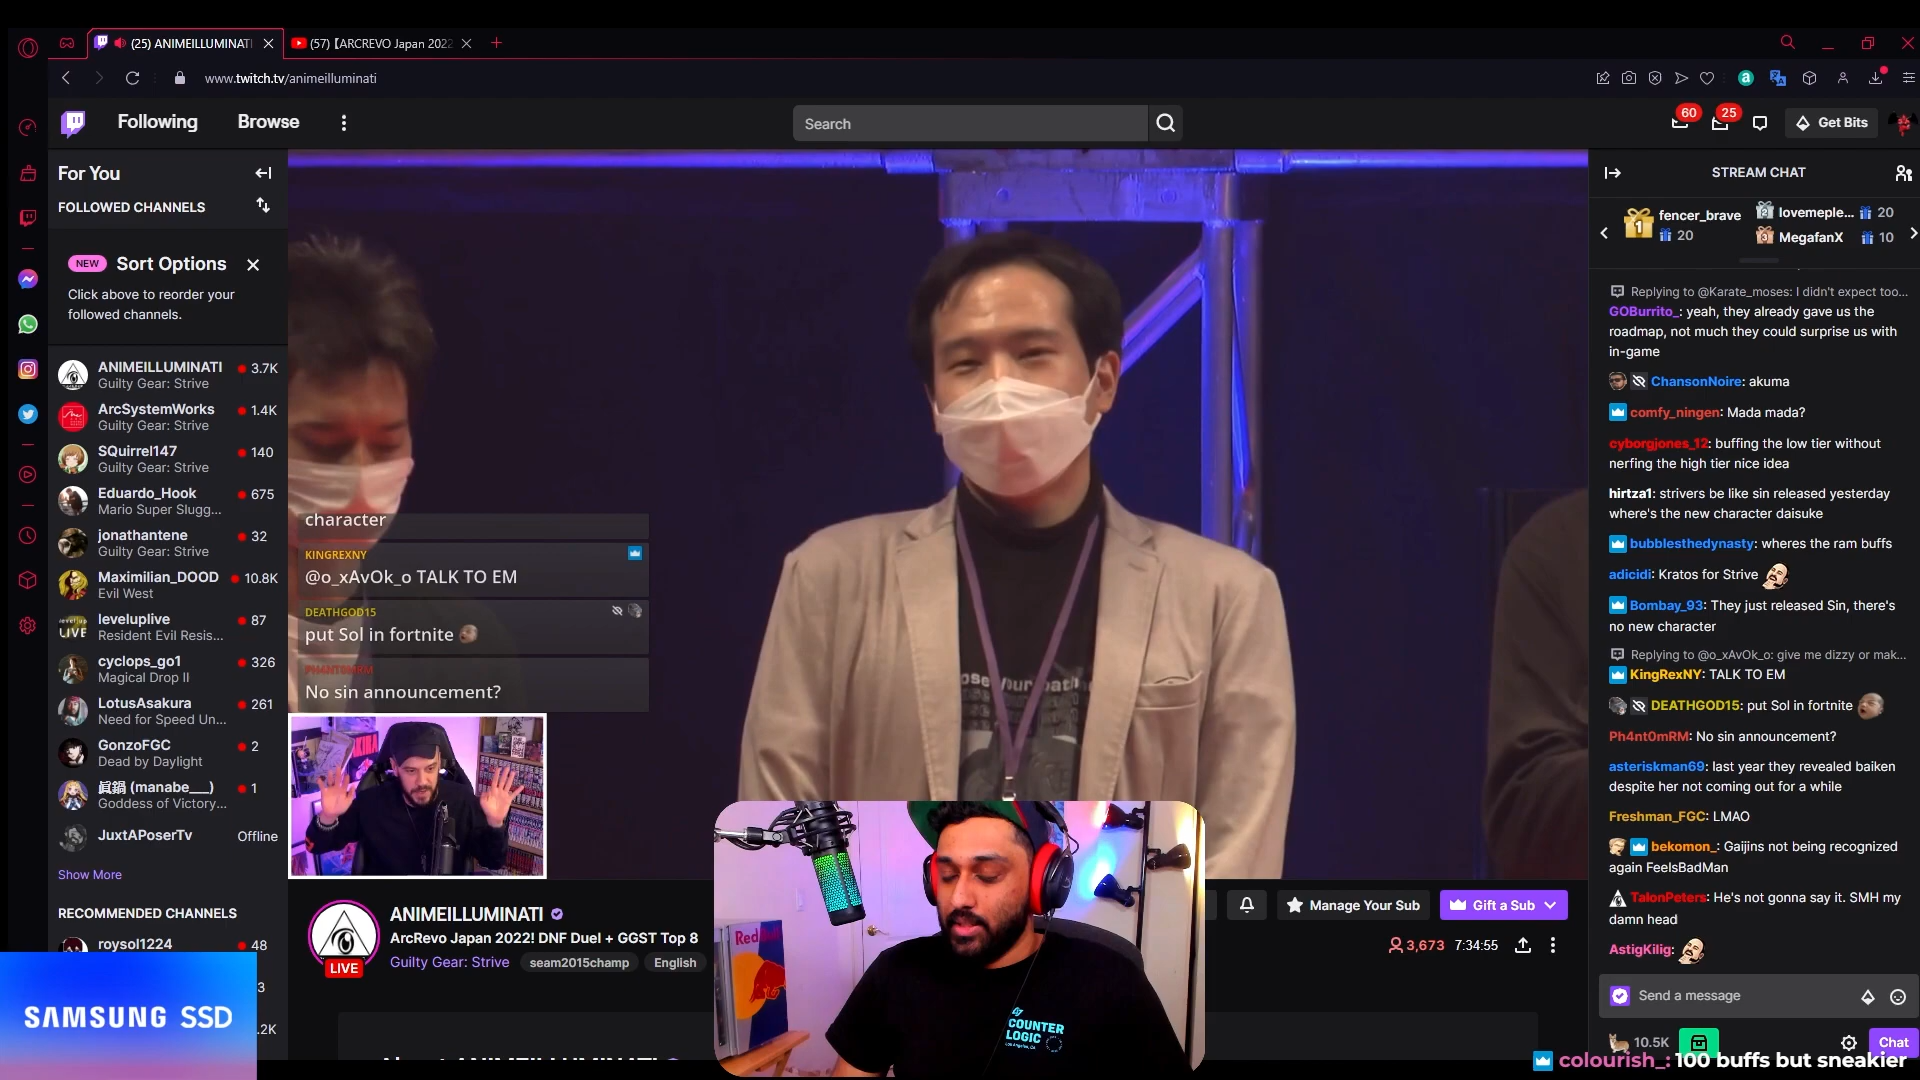 (25) ANIMEILLUMINATI
(57) 【ARCREVO Japan 2022
www.twitch.tv/animeilluminati
Following
Browse
Search
60
25
Get Bits
For You
FOLLOWED CHANNELS
NEW
Sort Options
Click above to reorder your
followed channels.
ANIMEILLUMINATI
3.7K
Guilty Gear: Strive
ArcSystemWorks
1.4K
Guilty Gear: Strive
SQuirrel147
140
Guilty Gear: Strive
Eduardo_Hook
675
Mario Super Slugg...
jonathantene
32
Guilty Gear: Strive
Maximilian_DOOD
10.8K
Evil West
leveluplive
87
Resident Evil Resis...
cyclops_go1
326
Magical Drop II
LotusAsakura
261
Need for Speed Un...
GonzoFGC
2
Dead by Daylight
眞鍋 (manabe___)
1
Goddess of Victory...
JuxtAPoserTv
Offline
Show More
RECOMMENDED CHANNELS
roysol1224
48
3
.2K
SAMSUNG SSD
character
KINGREXNY
@o_xAvOk_o TALK TO EM
DEATHGOD15
put Sol in fortnite
PH4NT0MRM
No sin announcement?
ANIMEILLUMINATI
ArcRevo Japan 2022! DNF Duel + GGST Top 8
LIVE
Guilty Gear: Strive
seam2015champ
English
Manage Your Sub
Gift a Sub
3,673
7:34:55
RedBull
COUNTER
LOGIC
STREAM CHAT
1
fencer_brave
20
2
lovemeple...
20
3
MegafanX
10
Replying to @Karate_moses: I didn't expect too...
GOBurrito_: yeah, they already gave us the
roadmap, not much they could surprise us with
in-game
ChansonNoire: akuma
comfy_ningen: Mada mada?
cyborgjones_12: buffing the low tier without
nerfing the high tier nice idea
hirtza1: strivers be like sin released yesterday
where's the new character daisuke
bubblesthedynasty: wheres the ram buffs
adicidi: Kratos for Strive
Bombay_93: They just released Sin, there's
no new character
Replying to @o_xAvOk_o: give me dizzy or mak...
KingRexNY: TALK TO EM
DEATHGOD15: put Sol in fortnite
Ph4nt0mRM: No sin announcement?
asteriskman69: last year they revealed baiken
despite her not coming out for a while
Freshman_FGC: LMAO
bekomon_: Gaijins not being recognized
again FeelsBadMan
TalonPeters: He's not gonna say it. SMH my
damn head
AstigKilig:
Send a message
10.5K
Chat
colourish_: 100 buffs but sneakier